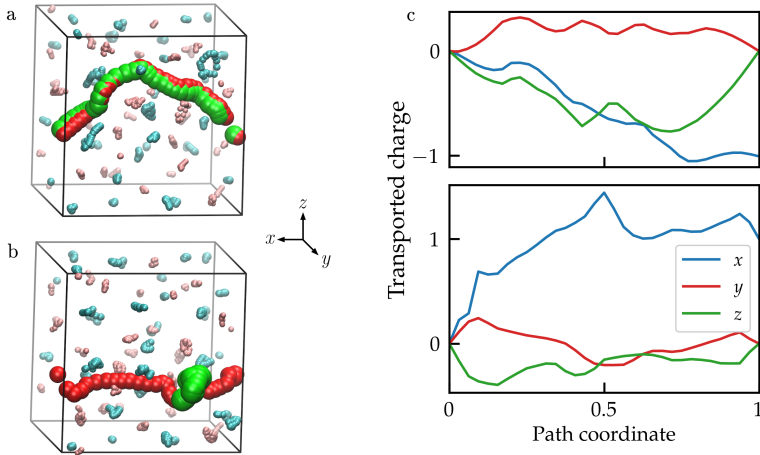 a
b
z
x
y
c
Transported charge
0
−1
1
0
x
y
z
0
0.5
1
Path coordinate